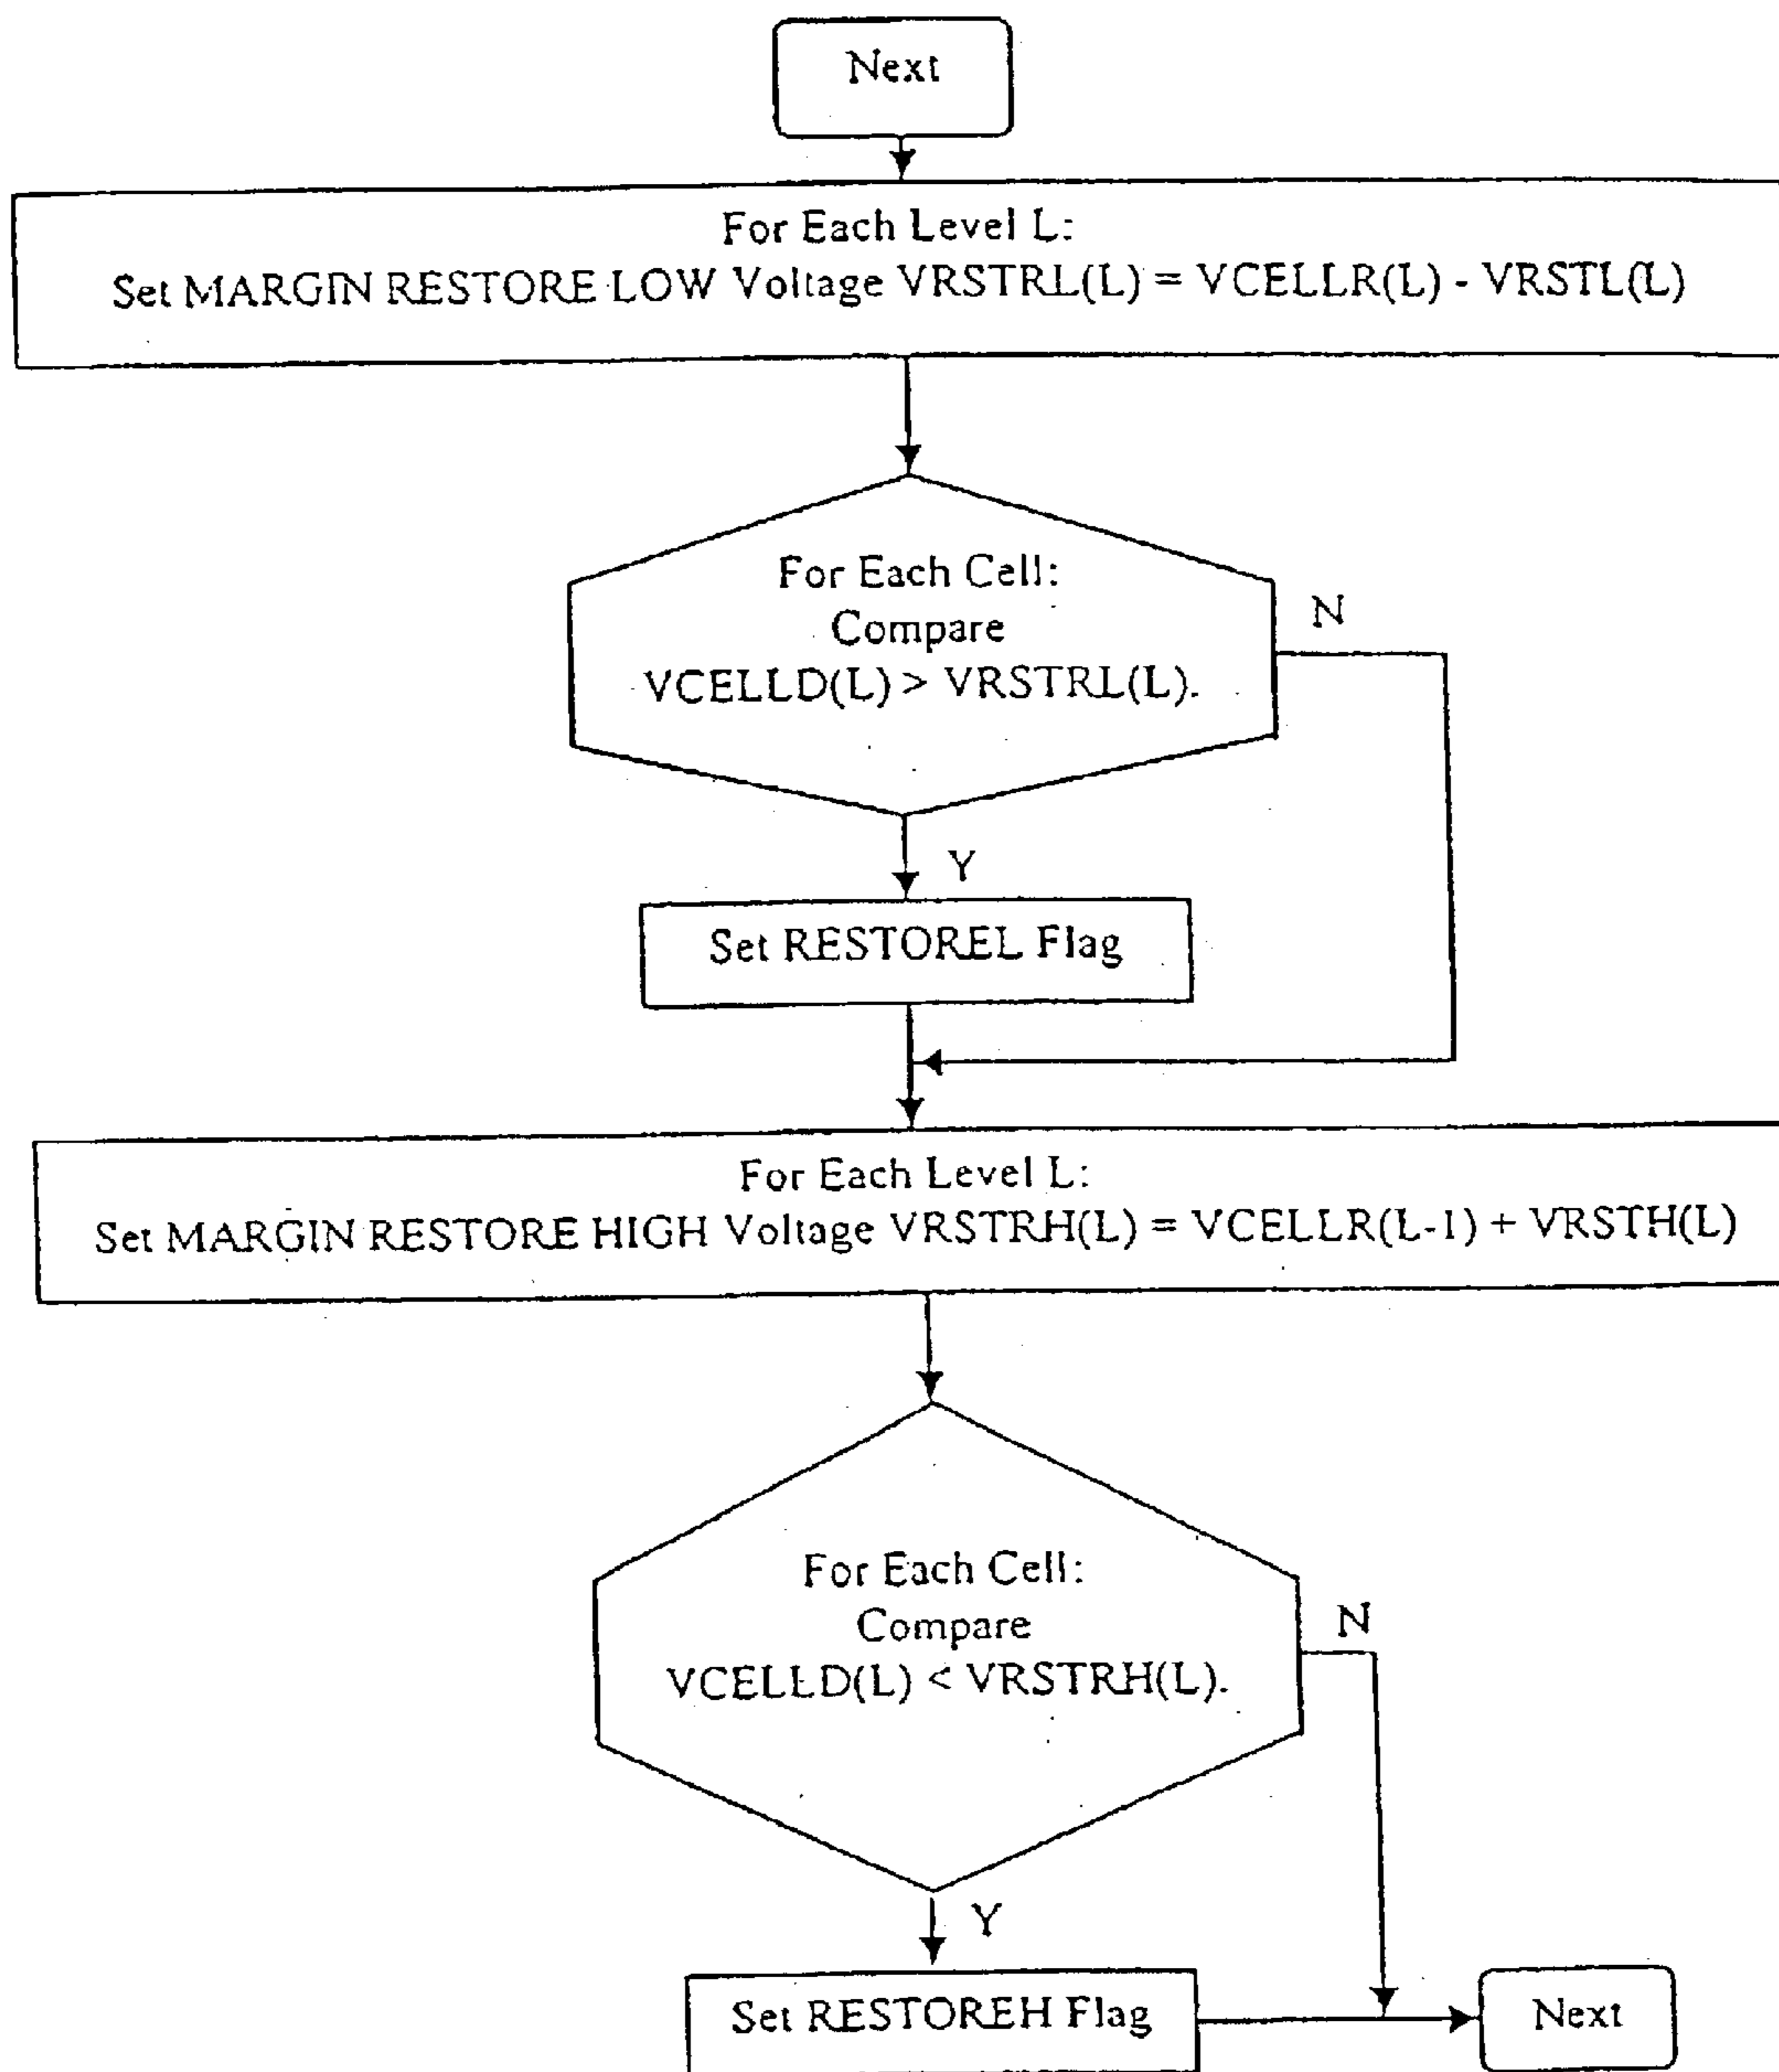 Next
For Each Level L:
Set MARGIN RESTORE LOW Voltage VRSTRL(L) = VCELLR(L) - VRSTL(L)
For Each Cell:
Compare
VCELLD(L) > VRSTRL(L).
N
Y
Set RESTOREL Flag
For Each Level L:
Set MARGIN RESTORE HIGH Voltage VRSTRH(L) = VCELLR(L-1) + VRSTH(L)
For Each Cell:
Compare
VCELLD(L) < VRSTRH(L).
N
Y
Set RESTOREH Flag
Next